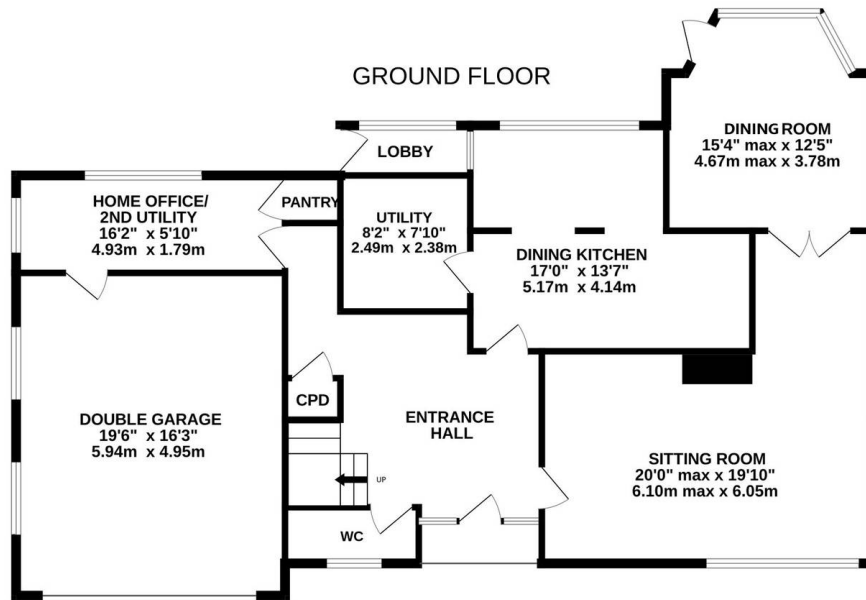 GROUND FLOOR
DINING ROOM
15'4" max x 12'5"
4.67m max x 3.78m
LOBBY
HOME OFFICE/
2ND UTILITY
16'2" x 5'10"
4.93m x 1.79m
PANTRY
UTILITY
8'2" x 7'10"
2.49m x 2.38m
DINING KITCHEN
17'0" x 13'7"
5.17m x 4.14m
CPD
DOUBLE GARAGE
19'6" x 16'3"
5.94m x 4.95m
ENTRANCE
HALL
SITTING ROOM
20'0" max x 19'10"
6.10m max x 6.05m
UP
WC